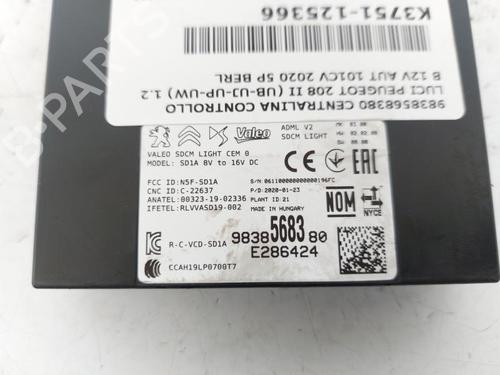 K3751-125366
9838568380 CENTRALINA CONTROLLO
LUCI PEUGEOT 208 II (UB-UJ-UP-UW) 1.2
B 12V AUT 101CV 2020 5P BERL
B-Parts
Valeo
ADML V2
SDCM LIGHT
VALEO SDCM LIGHT CEM 0
MODEL: SD1A 8V to 16V DC
CE
EAC
FCC ID:N5F-SD1A
CNC ID:C-22637
ANATEL:00323-19-02336
IFETEL:RLVVASD19-002
P/D:2020-01-23
PLANT ID:21
MADE IN HUNGARY
NOM
NYCE
R-C-VCD-SD1A
9838568380
E286424
CCAH19LP0700T7